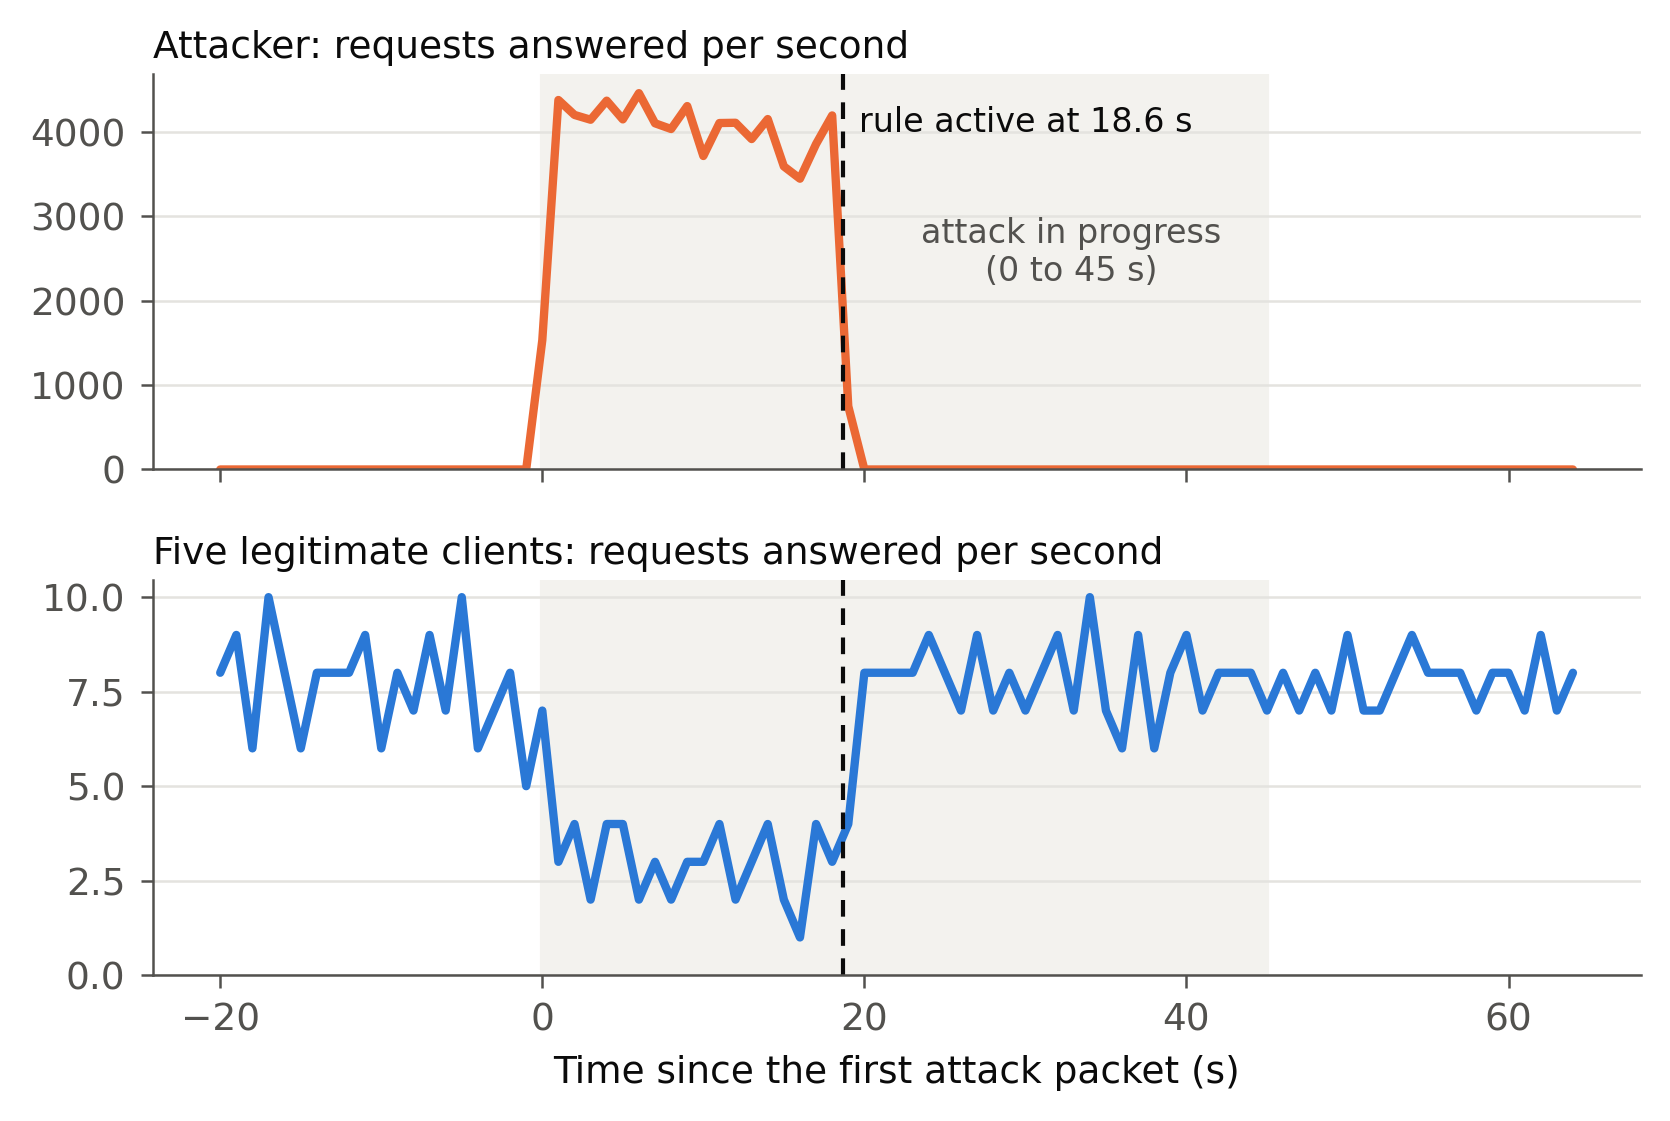 Attacker: requests answered per second
4000
3000
2000
1000
0
rule active at 18.6 s
attack in progress
(0 to 45 s)
Five legitimate clients: requests answered per second
10.0
7.5
5.0
2.5
0.0
−20 0 20 40 60
Time since the first attack packet (s)